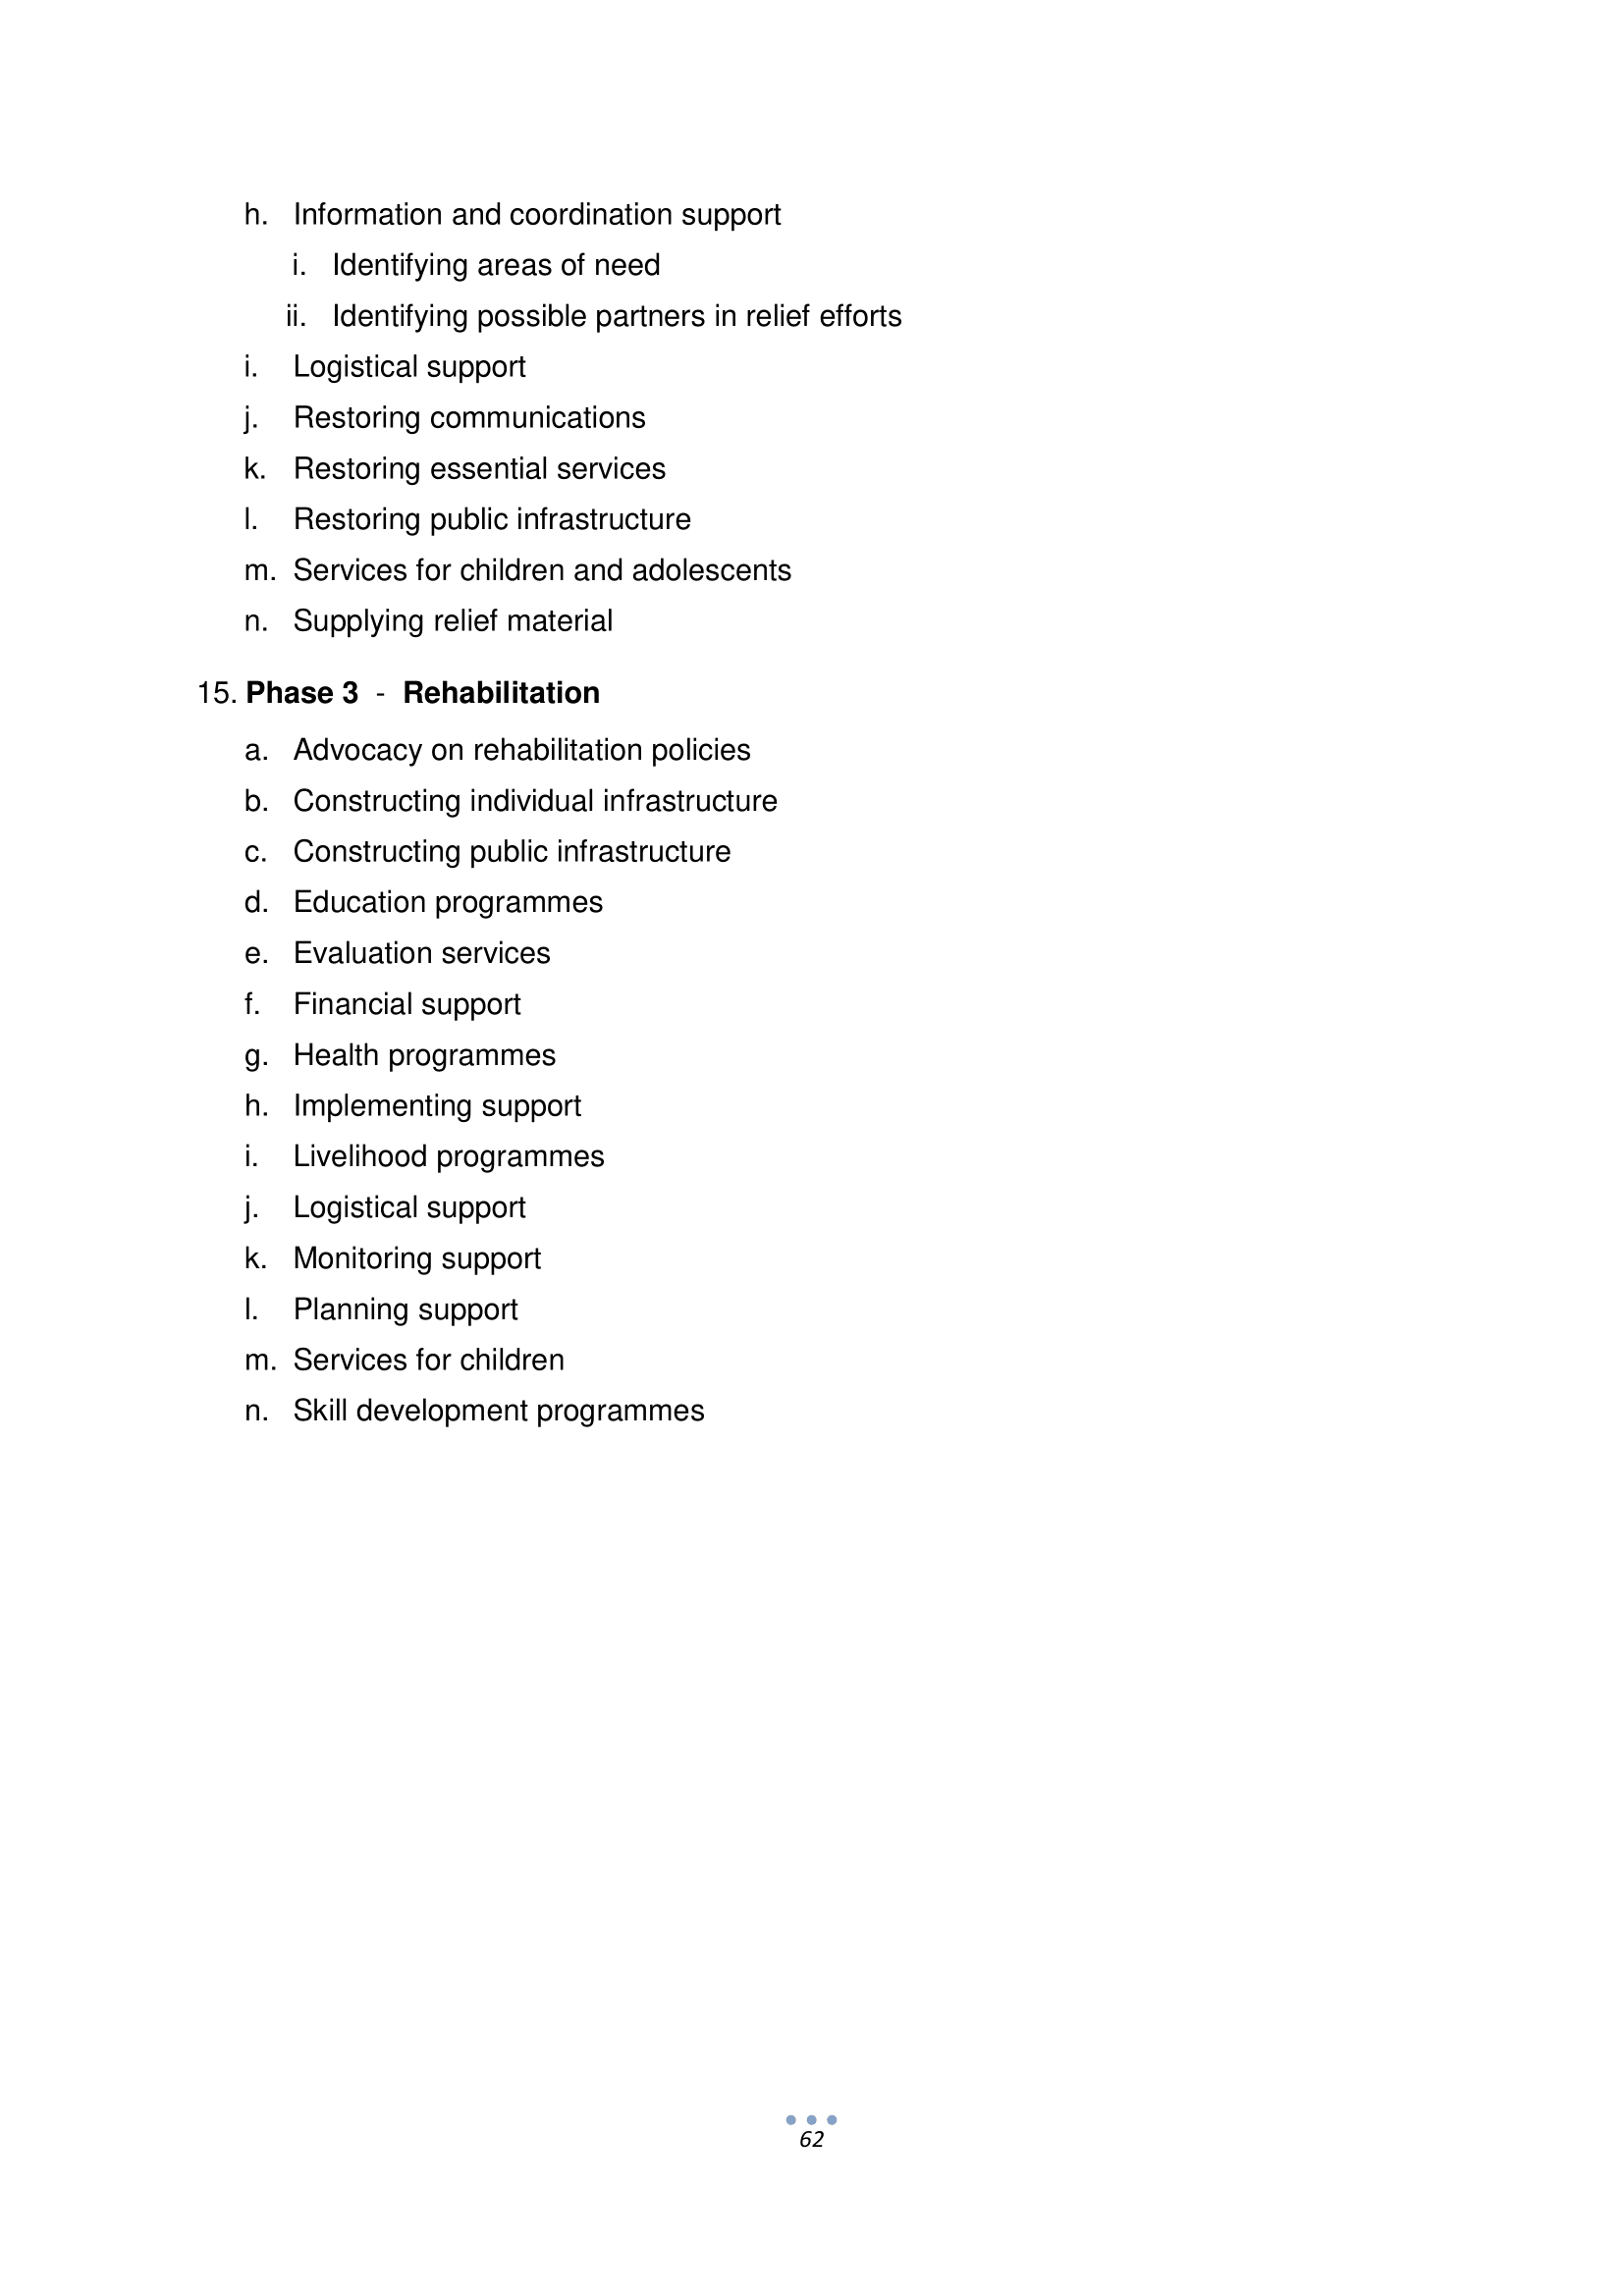 h. Information and coordination support
i. Identifying areas of need
ii. Identifying possible partners in relief efforts
i. Logistical support
j. Restoring communications
k. Restoring essential services
l. Restoring public infrastructure
m. Services for children and adolescents
n. Supplying relief material
15. Phase 3 - Rehabilitation
a. Advocacy on rehabilitation policies
b. Constructing individual infrastructure
c. Constructing public infrastructure
d. Education programmes
e. Evaluation services
f. Financial support
g. Health programmes
h. Implementing support
i. Livelihood programmes
j. Logistical support
k. Monitoring support
l. Planning support
m. Services for children
n. Skill development programmes
62